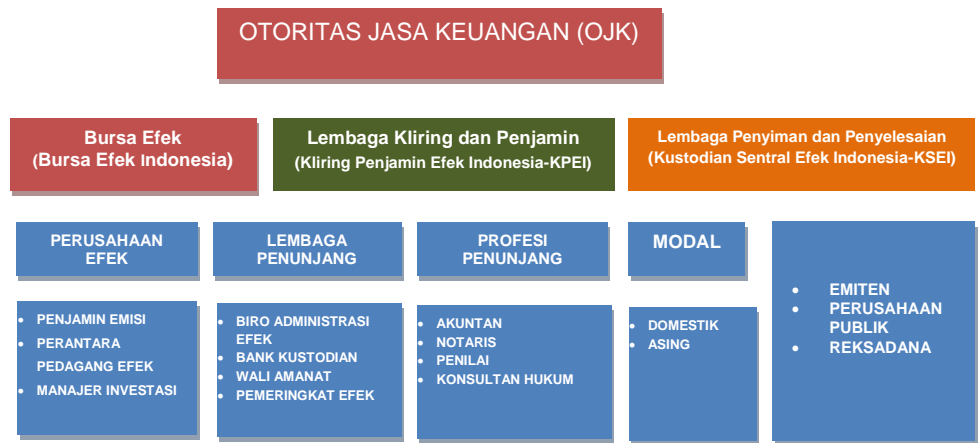 OTORITAS JASA KEUANGAN (OJK)
Bursa Efek
(Bursa Efek Indonesia)
Lembaga Kliring dan Penjamin
(Kliring Penjamin Efek Indonesia-KPEI)
Lembaga Penyiman dan Penyelesaian
(Kustodian Sentral Efek Indonesia-KSEI)
PERUSAHAAN
EFEK
LEMBAGA
PENUNJANG
PROFESI
PENUNJANG
MODAL
• PENJAMIN EMISI
• PERANTARA
PEDAGANG EFEK
• MANAJER INVESTASI
• BIRO ADMINISTRASI
EFEK
• BANK KUSTODIAN
• WALI AMANAT
• PEMERINGKAT EFEK
• AKUNTAN
• NOTARIS
• PENILAI
• KONSULTAN HUKUM
• DOMESTIK
• ASING
• EMITEN
• PERUSAHAAN
PUBLIK
• REKSADANA